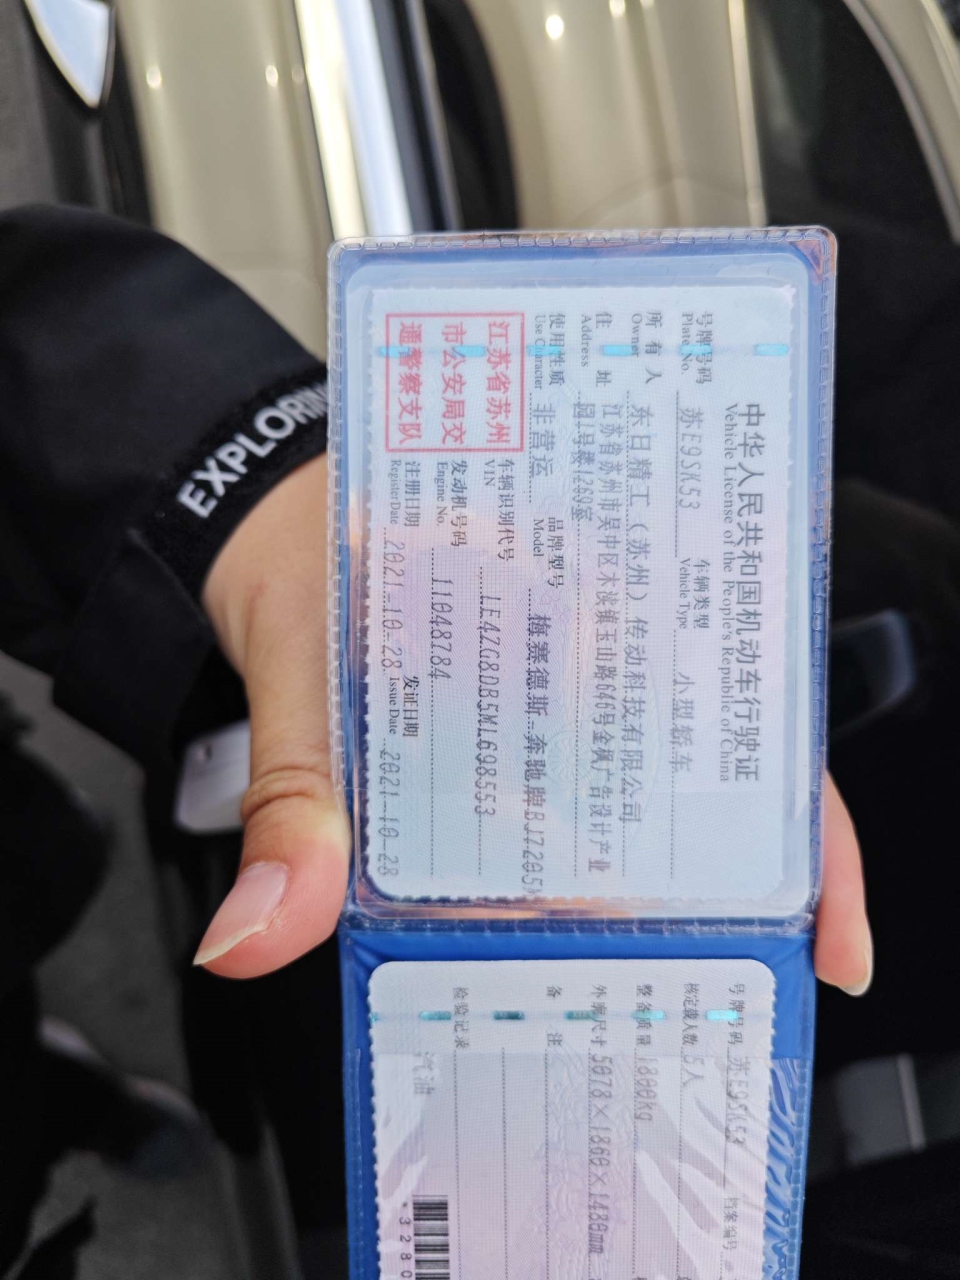 EXPLORIN
中华人民共和国机动车行驶证
Vehicle License of the People's Republic of China
号牌号码 苏E9SK53 车辆类型 小型轿车
Plate No. Vehicle Type
所有人 东日精工（苏州）传动科技有限公司
Owner
住址 江苏省苏州市吴中区木渎镇玉山路646号金枫广告设计产业
Address 园1号楼269室
使用性质 非营运 品牌型号 梅赛德斯-奔驰牌BJ7205
Use Character Model
江苏省苏州
市公安局交
通警察支队
车辆识别代号 LE4ZG8DB5ML698553
VIN
发动机号码 11048784
Engine No.
注册日期 2021-10-28 发证日期 2021-10-28
Register Date Issue Date
号牌号码 苏E9SK53 档案编号
核定载人数 5人
整备质量 1800kg
外廓尺寸 5078×1860×1480mm
备注
检验记录
汽油
*3280